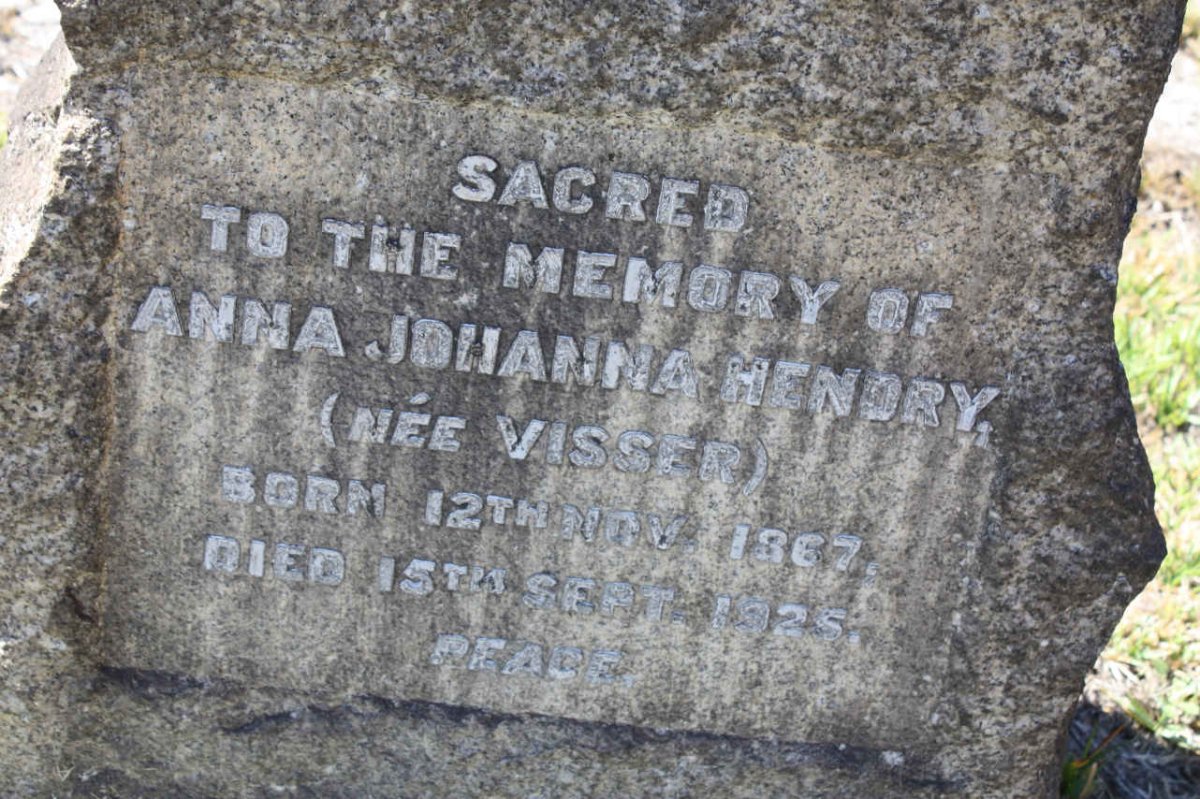 SACRED
TO THE MEMORY OF
ANNA JOHANNA HENDRY,
(NÉE VISSER)
BORN 12TH NOV. 1867,
DIED 15TH SEPT. 1925.
PEACE.